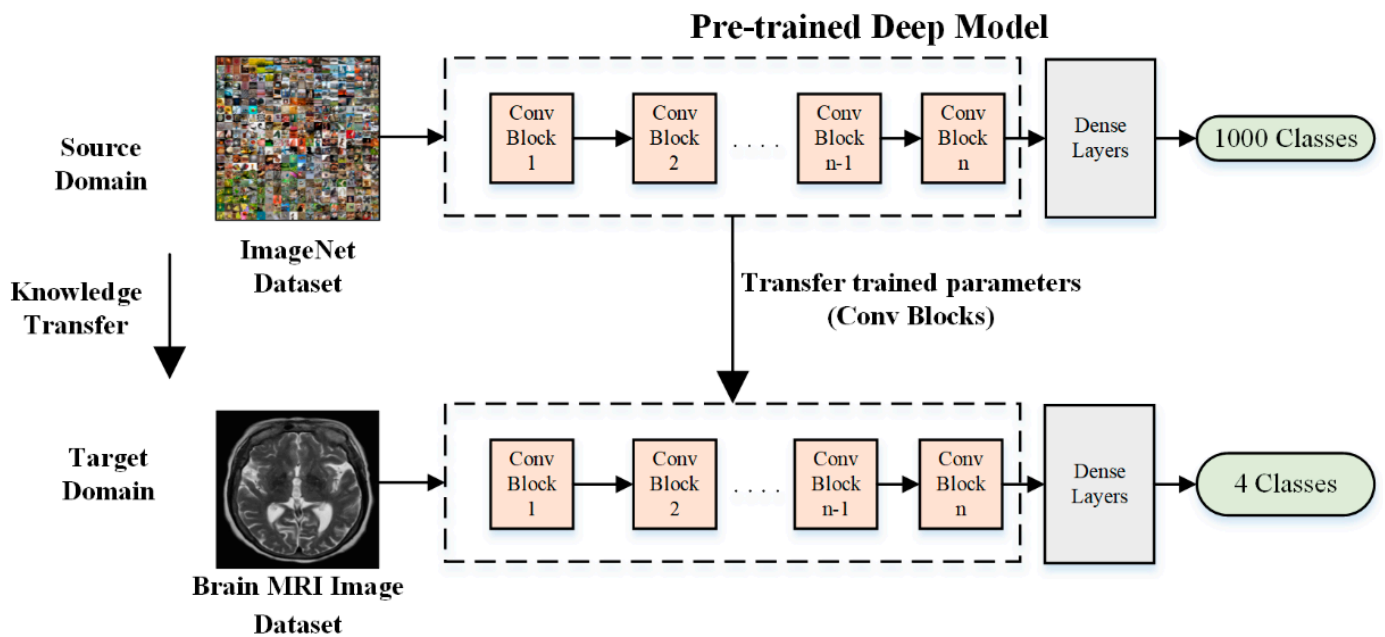 Pre-trained Deep Model
Source
Domain
ImageNet
Dataset
Conv
Block
1
Conv
Block
2
. . . .
Conv
Block
n-1
Conv
Block
n
Dense
Layers
1000 Classes
Knowledge
Transfer
Transfer trained parameters
(Conv Blocks)
Target
Domain
Brain MRI Image
Dataset
Conv
Block
1
Conv
Block
2
. . . .
Conv
Block
n-1
Conv
Block
n
Dense
Layers
4 Classes